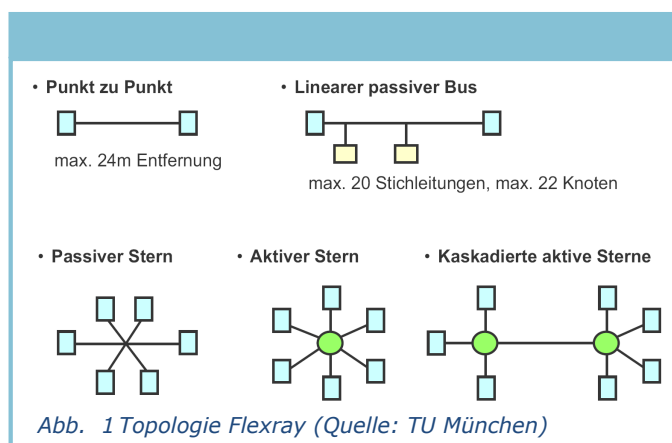 • Punkt zu Punkt
• Linearer passiver Bus
max. 24m Entfernung
max. 20 Stichleitungen, max. 22 Knoten
• Passiver Stern
• Aktiver Stern
• Kaskadierte aktive Sterne
Abb. 1 Topologie Flexray (Quelle: TU München)